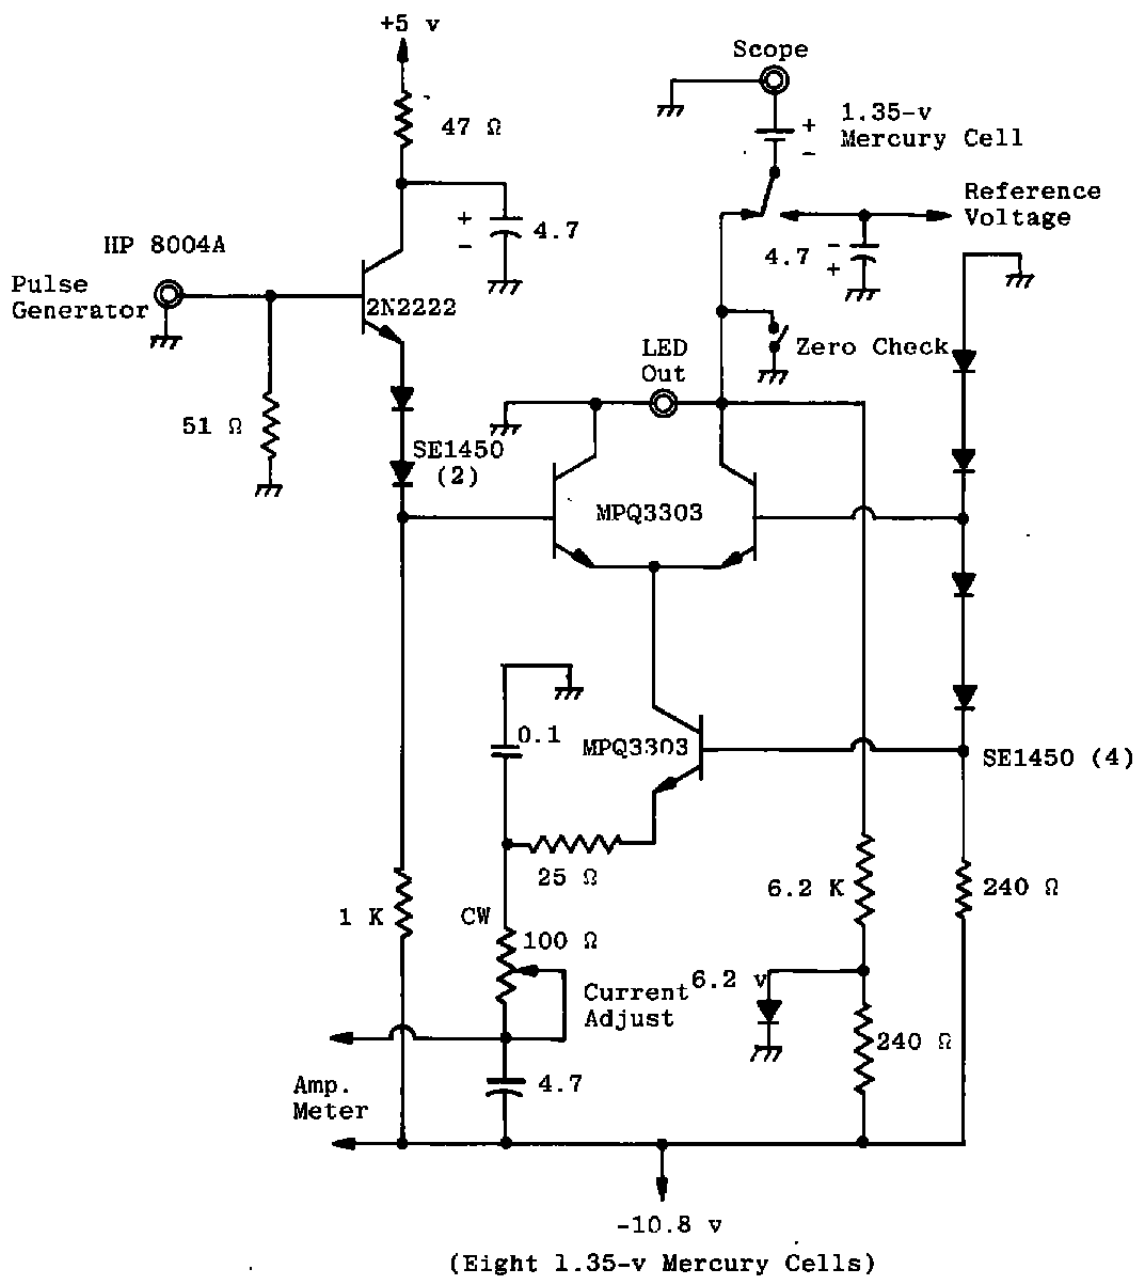 +5 v
Scope
47 Ω
+
-
1.35-v
Mercury Cell
Reference
Voltage
+
-
4.7
-
4.7
+
HP 8004A
Pulse
Generator
2N2222
Zero Check
LED
Out
51 Ω
SE1450
(2)
MPQ3303
0.1
MPQ3303
SE1450 (4)
25 Ω
6.2 K
240 Ω
1 K
CW
100 Ω
Current
Adjust
6.2 v
240 Ω
4.7
Amp.
Meter
-10.8 v
(Eight 1.35-v Mercury Cells)